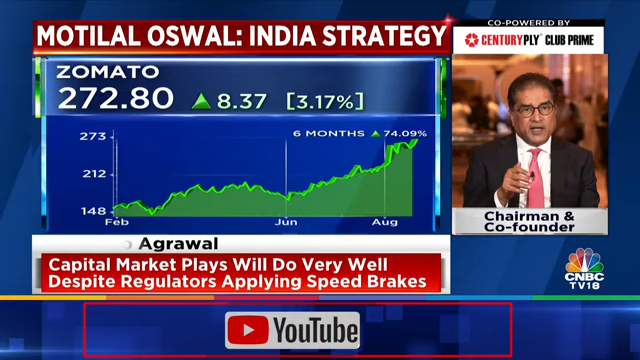 MOTILAL OSWAL: INDIA STRATEGY
CO-POWERED BY
CENTURYPLY CLUB PRIME
ZOMATO
272.80 ▲ 8.37 [3.17%]
6 MONTHS ▲ 74.09%
273
212
148
Feb Jun Aug
Chairman &
Co-founder
Agrawal
Capital Market Plays Will Do Very Well
Despite Regulators Applying Speed Brakes
CNBC
TV18
YouTube